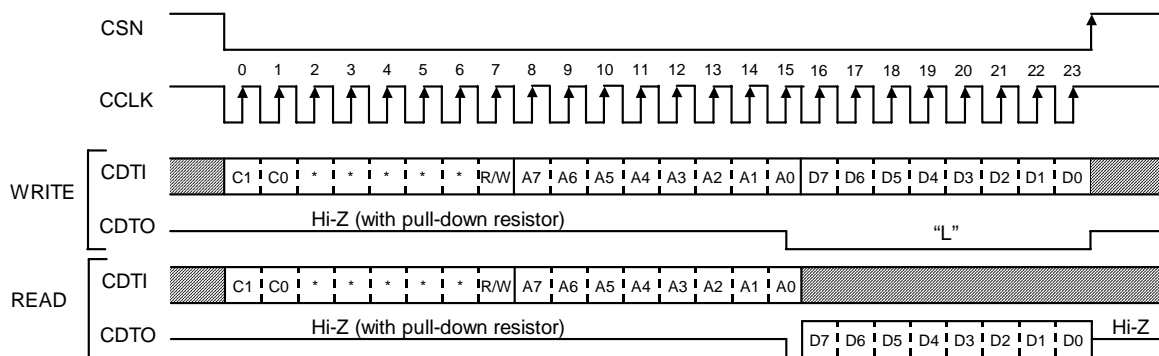 CSN
0 1 2 3 4 5 6 7 8 9 10 11 12 13 14 15 16 17 18 19 20 21 22 23
CCLK
WRITE
CDTI C1 C0 * * * * * R/W A7 A6 A5 A4 A3 A2 A1 A0 D7 D6 D5 D4 D3 D2 D1 D0
CDTO Hi-Z (with pull-down resistor) “L”
READ
CDTI C1 C0 * * * * * R/W A7 A6 A5 A4 A3 A2 A1 A0
CDTO Hi-Z (with pull-down resistor) D7 D6 D5 D4 D3 D2 D1 D0 Hi-Z